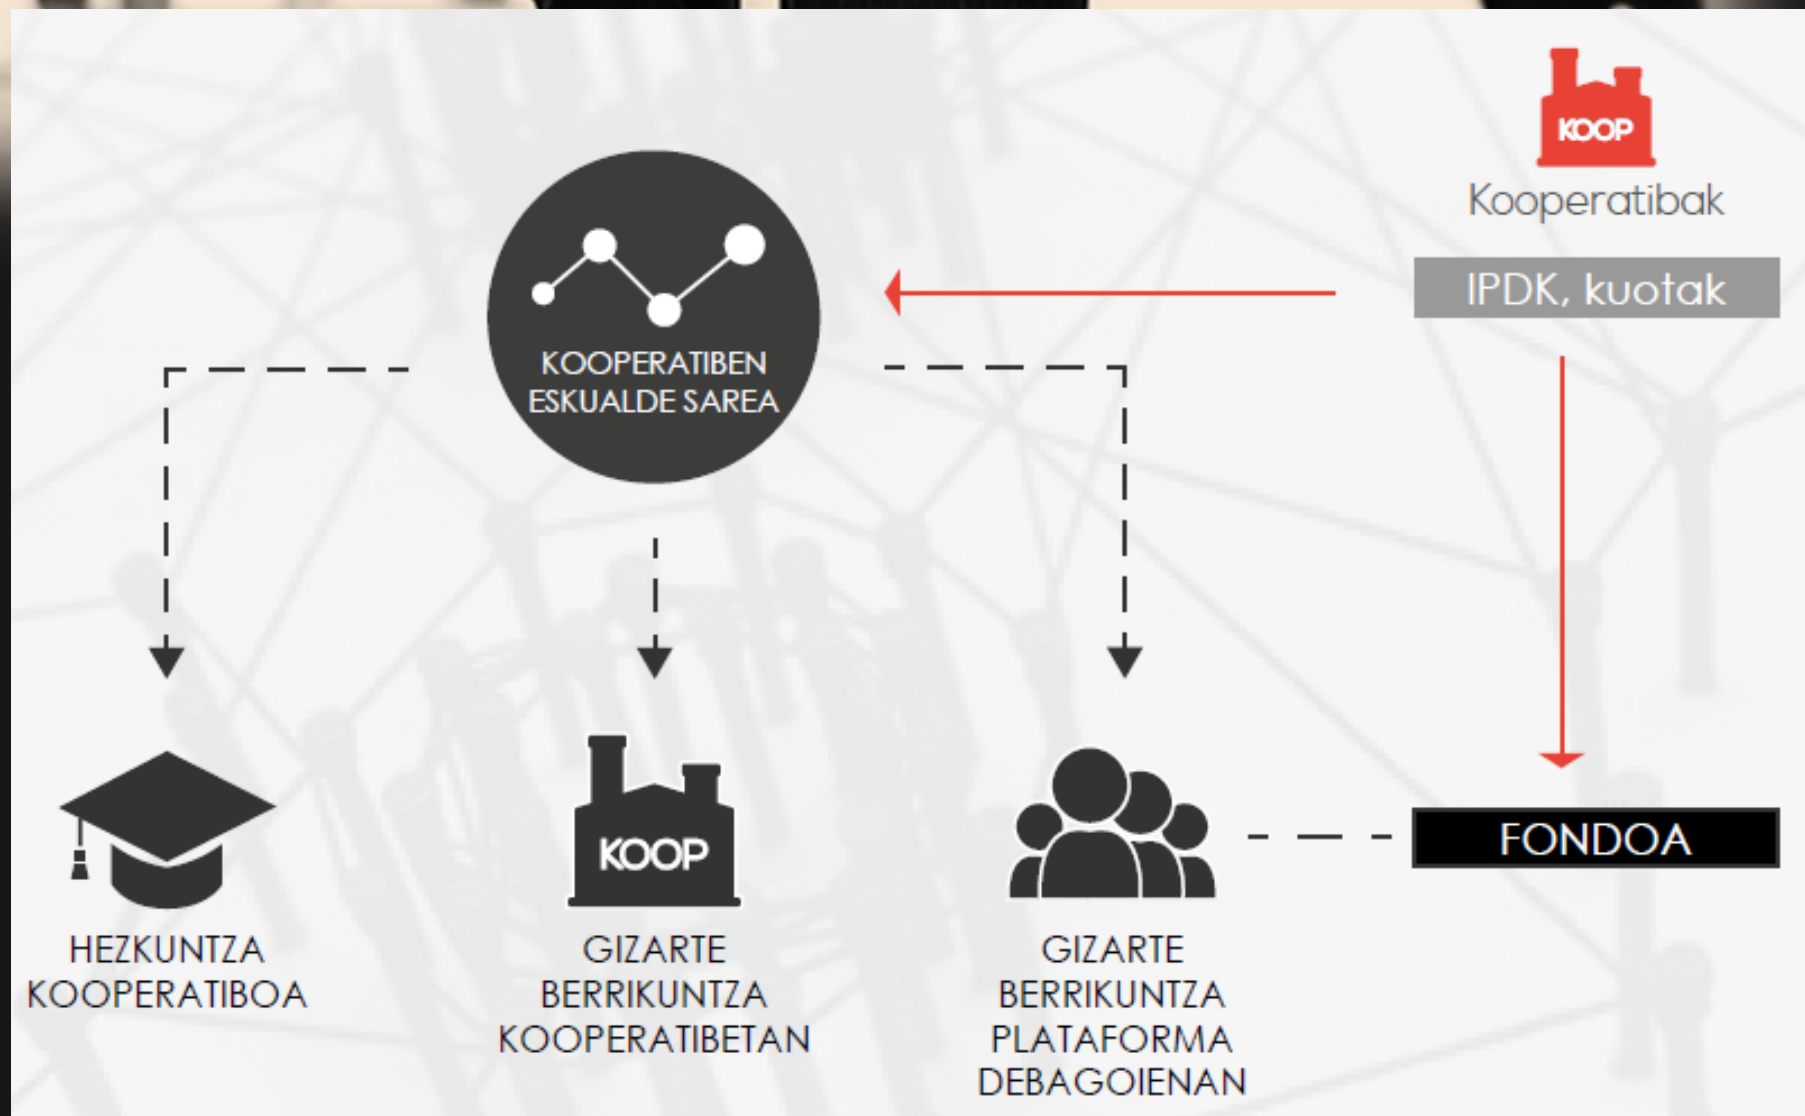 KOOP
Kooperatibak
IPDK, kuotak
KOOPERATIBEN
ESKUALDE SAREA
KOOP
FONDOA
HEZKUNTZA
KOOPERATIBOA
GIZARTE
BERRIKUNTZA
KOOPERATIBETAN
GIZARTE
BERRIKUNTZA
PLATAFORMA
DEBAGOIENAN